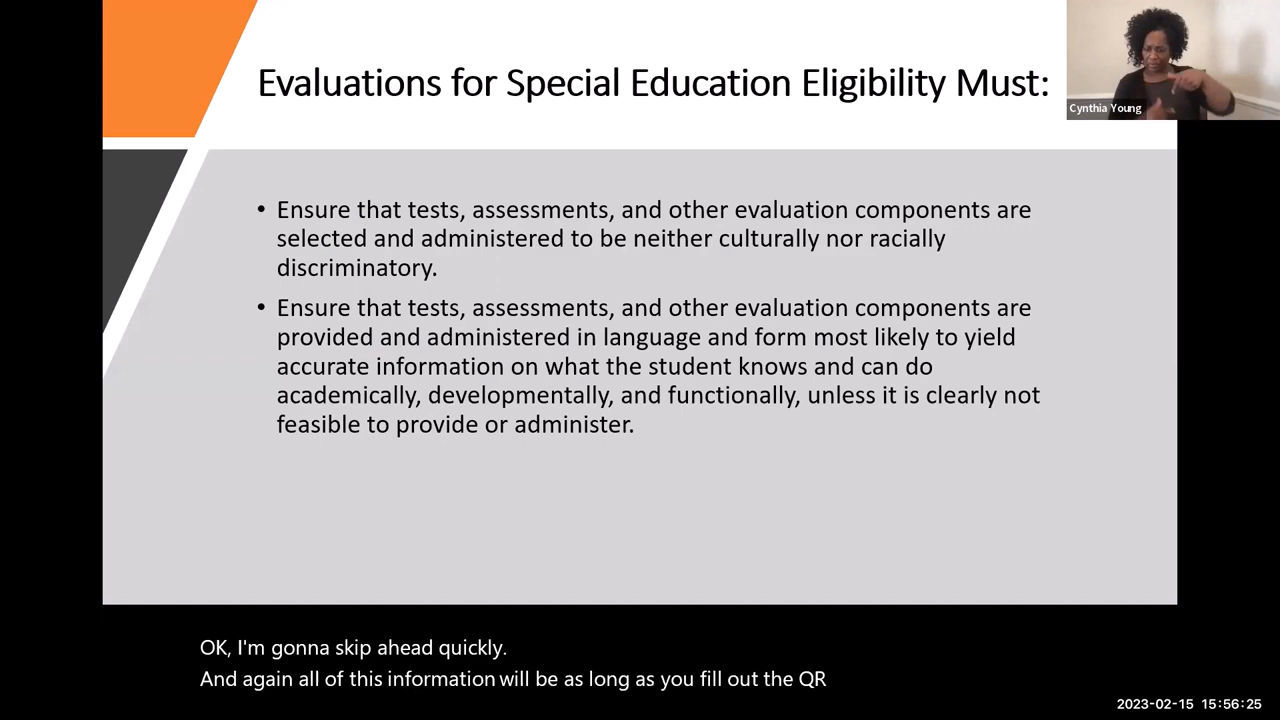 Evaluations for Special Education Eligibility Must:
Cynthia Young
• Ensure that tests, assessments, and other evaluation components are
selected and administered to be neither culturally nor racially
discriminatory.
• Ensure that tests, assessments, and other evaluation components are
provided and administered in language and form most likely to yield
accurate information on what the student knows and can do
academically, developmentally, and functionally, unless it is clearly not
feasible to provide or administer.
OK, I'm gonna skip ahead quickly.
And again all of this information will be as long as you fill out the QR
2023-02-15 15:56:25